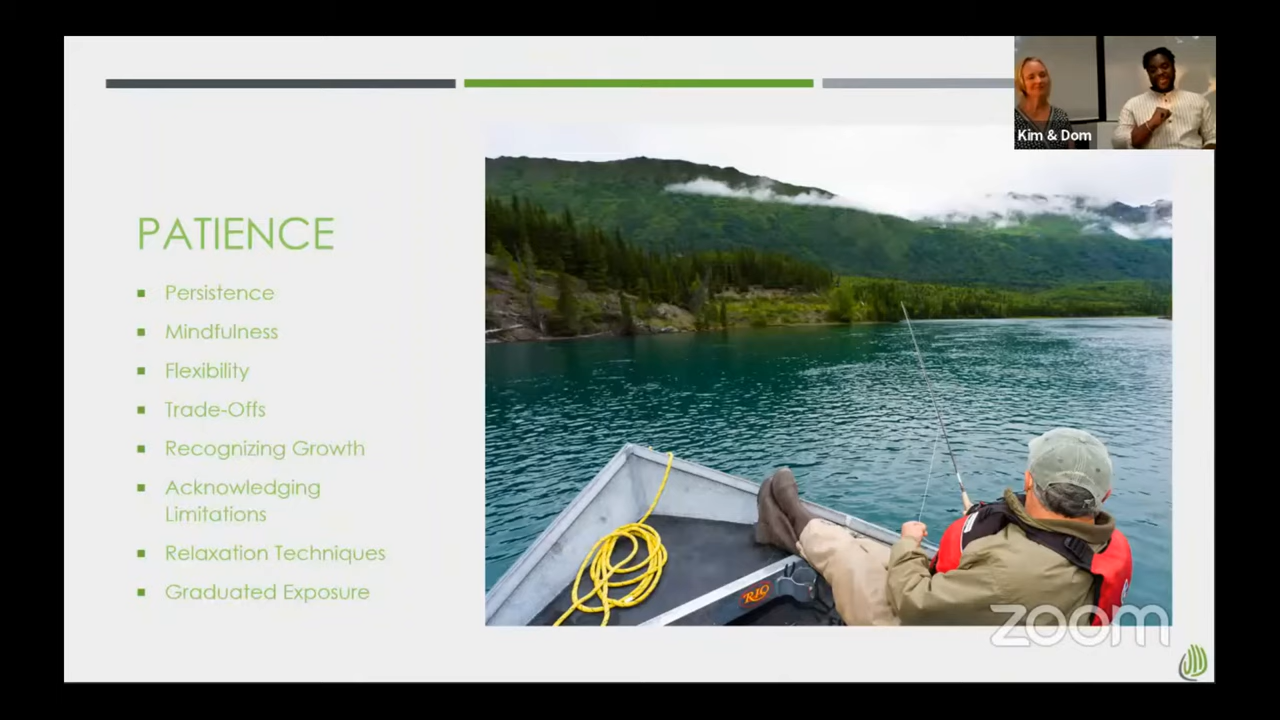 Kim & Dom
PATIENCE
Persistence
Mindfulness
Flexibility
Trade-Offs
Recognizing Growth
Acknowledging
Limitations
Relaxation Techniques
Graduated Exposure
RIO
zoom